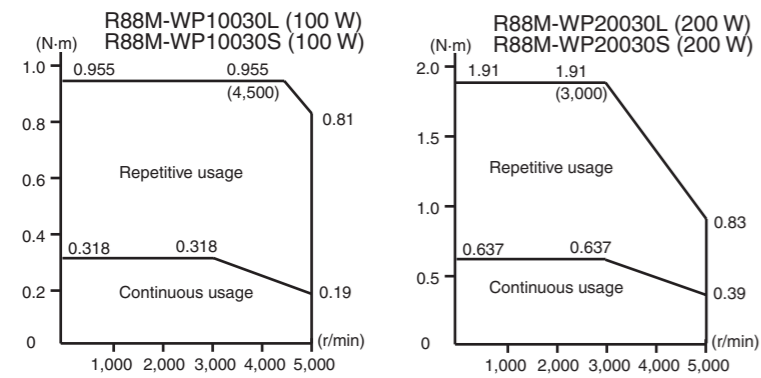 R88M-WP10030L (100 W)
R88M-WP10030S (100 W)
(N·m)
1.0
0.8
0.6
0.4
0.2
0
0.955
0.955
(4,500)
0.81
Repetitive usage
0.318
0.318
Continuous usage
0.19
(r/min)
1,000 2,000 3,000 4,000 5,000
R88M-WP20030L (200 W)
R88M-WP20030S (200 W)
(N·m)
2.0
1.5
1.0
0.5
0
1.91
1.91
(3,000)
Repetitive usage
0.83
0.637
0.637
Continuous usage
0.39
(r/min)
1,000 2,000 3,000 4,000 5,000